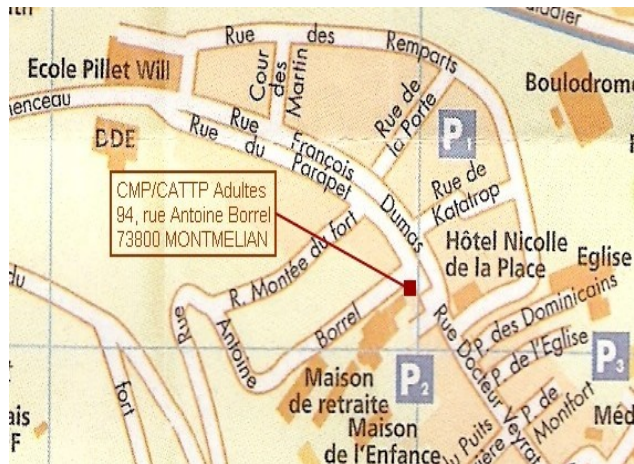 Rue des Remparts
Ecole Pillet Will
Cour des Martin
Boulodrome
Rue de la Porte
P1
DDE
Rue du Parapet
Rue François Dumas
CMP/CATTP Adultes
94, rue Antoine Borrel
73800 MONTMELIAN
Rue de Katatrop
Hôtel Nicolle
de la Place
Eglise
R. Montée du fort
Rue Antoine Borrel
P. des Dominicains
P. de l'Eglise
Rue Docteur Veyrat
P2
P3
fort
Maison
de retraite
Maison
de l'Enfance
P. de Montfort
Puits